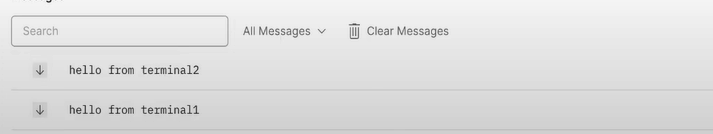 Search
All Messages
Clear Messages
hello from terminal2
hello from terminal1